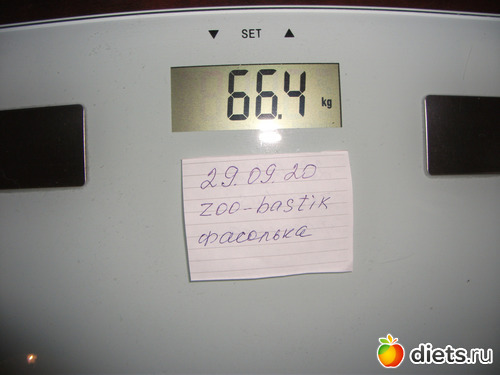 ▼ SET ▲
66.4 kg
29.09.20
zoo-bastik
фасолька
diets.ru